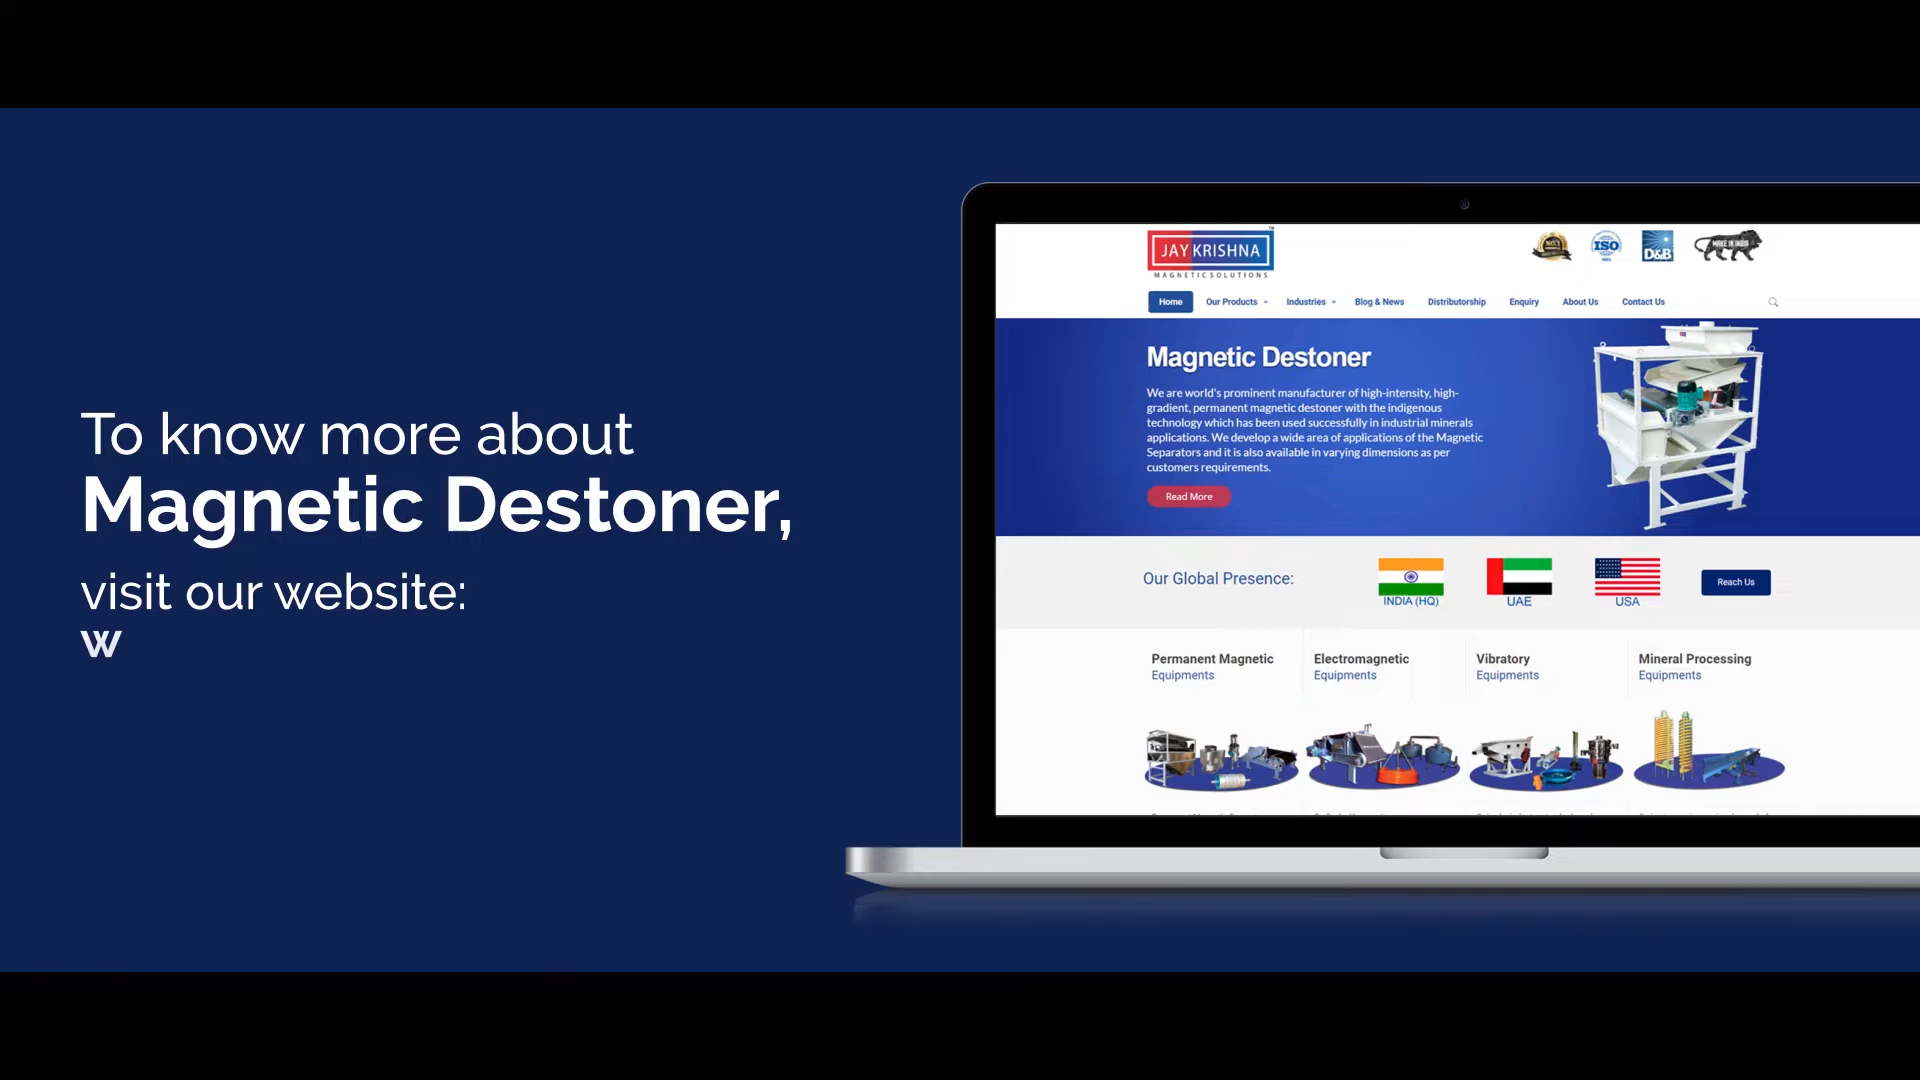 To know more about
Magnetic Destoner,
visit our website:
w
JAY KRISHNA
MAGNETIC SOLUTIONS
NO.1
ISO
D&B
MAKE IN INDIA
Home
Our Products
Industries
Blog & News
Distributorship
Enquiry
About Us
Contact Us
Magnetic Destoner
We are world's prominent manufacturer of high-intensity, high-
gradient, permanent magnetic destoner with the indigenous
technology which has been used successfully in industrial minerals
applications. We develop a wide area of applications of the Magnetic
Separators and it is also available in varying dimensions as per
customers requirements.
Read More
Our Global Presence:
INDIA (HQ)
UAE
USA
Reach Us
Permanent Magnetic
Equipments
Electromagnetic
Equipments
Vibratory
Equipments
Mineral Processing
Equipments